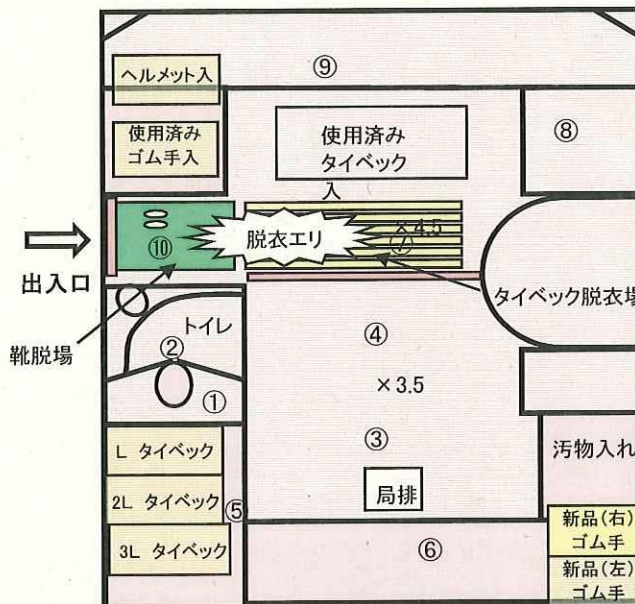 ⑨
ヘルメット入
使用済み
ゴム手入
使用済み
タイベック
入
⑧
脱衣エリ
×4.5
⑦
⑩
出入口
タイベック脱衣場
靴脱場
トイレ
②
①
④
×3.5
③
局排
L タイベック
2L タイベック
3L タイベック
⑤
⑥
汚物入れ
新品(右)
ゴム手
新品(左)
ゴム手